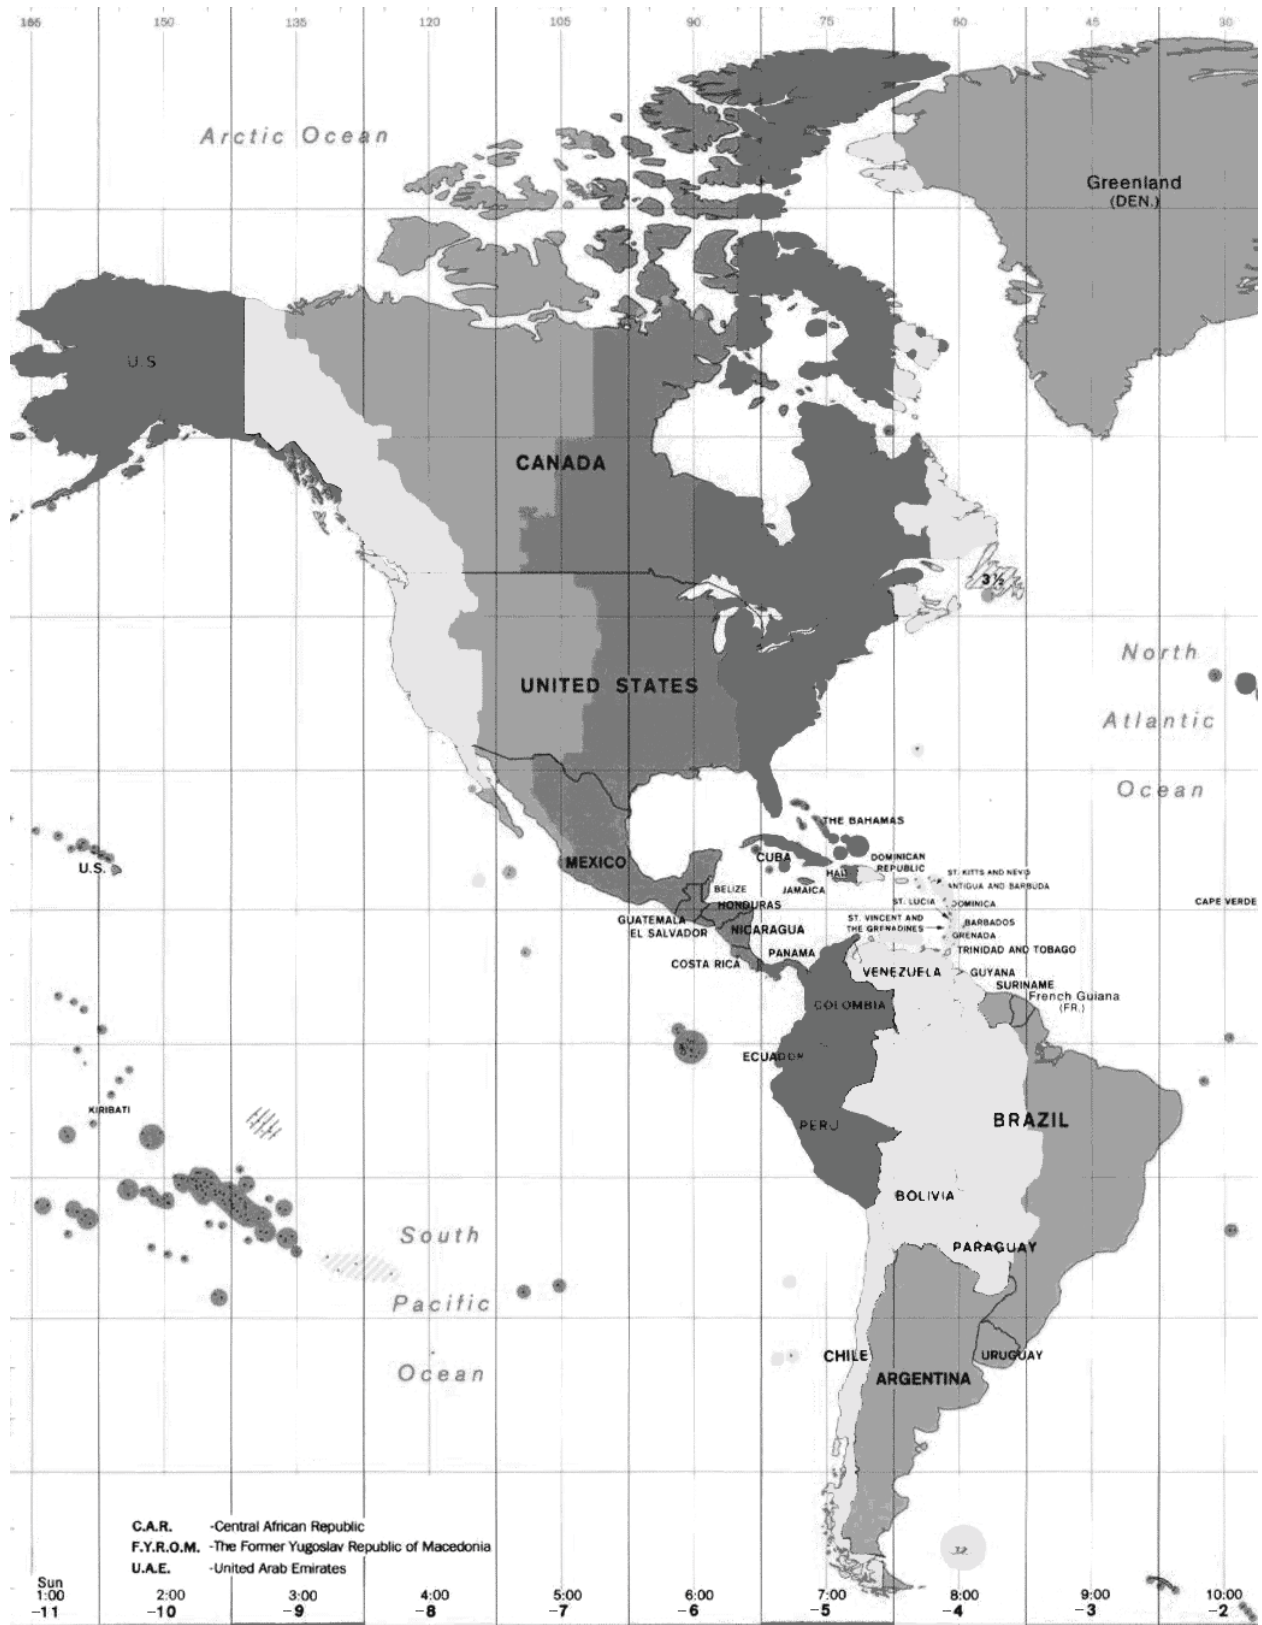 165 150 135 120 105 90 75 60 45 30
Arctic Ocean
Greenland
(DEN.)
U.S
CANADA
3½
North
UNITED STATES
Atlantic
Ocean
THE BAHAMAS
MEXICO
CUBA
DOMINICAN
REPUBLIC
U.S.
HAITI
ST. KITTS AND NEVIS
ANTIGUA AND BARBUDA
BELIZE
JAMAICA
HONDURAS
ST. LUCIA
DOMINICA
CAPE VERDE
GUATEMALA
EL SALVADOR
ST. VINCENT AND
THE GRENADINES
BARBADOS
NICARAGUA
GRENADA
PANAMA
TRINIDAD AND TOBAGO
COSTA RICA
VENEZUELA
GUYANA
SURINAME
French Guiana
(FR.)
COLOMBIA
ECUADOR
KIRIBATI
PERU
BRAZIL
BOLIVIA
South
PARAGUAY
Pacific
CHILE
URUGUAY
Ocean
ARGENTINA
C.A.R. -Central African Republic
F.Y.R.O.M. -The Former Yugoslav Republic of Macedonia
U.A.E. -United Arab Emirates
Sun
1:00 2:00 3:00 4:00 5:00 6:00 7:00 8:00 9:00 10:00
-11 -10 -9 -8 -7 -6 -5 -4 -3 -2